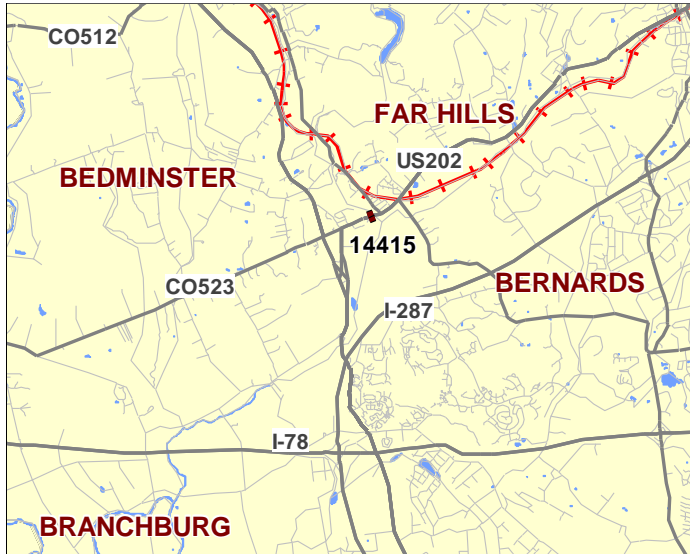 CO512
FAR HILLS
US202
BEDMINSTER
14415
CO523
BERNARDS
I-287
I-78
BRANCHBURG